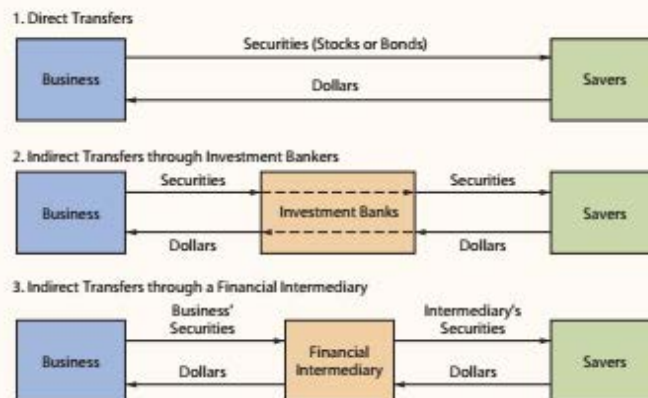 1. Direct Transfers
Securities (Stocks or Bonds)
Business
Dollars
Savers
2. Indirect Transfers through Investment Bankers
Securities
Securities
Business
Investment Banks
Savers
Dollars
Dollars
3. Indirect Transfers through a Financial Intermediary
Business'
Securities
Intermediary's
Securities
Business
Financial
Intermediary
Savers
Dollars
Dollars